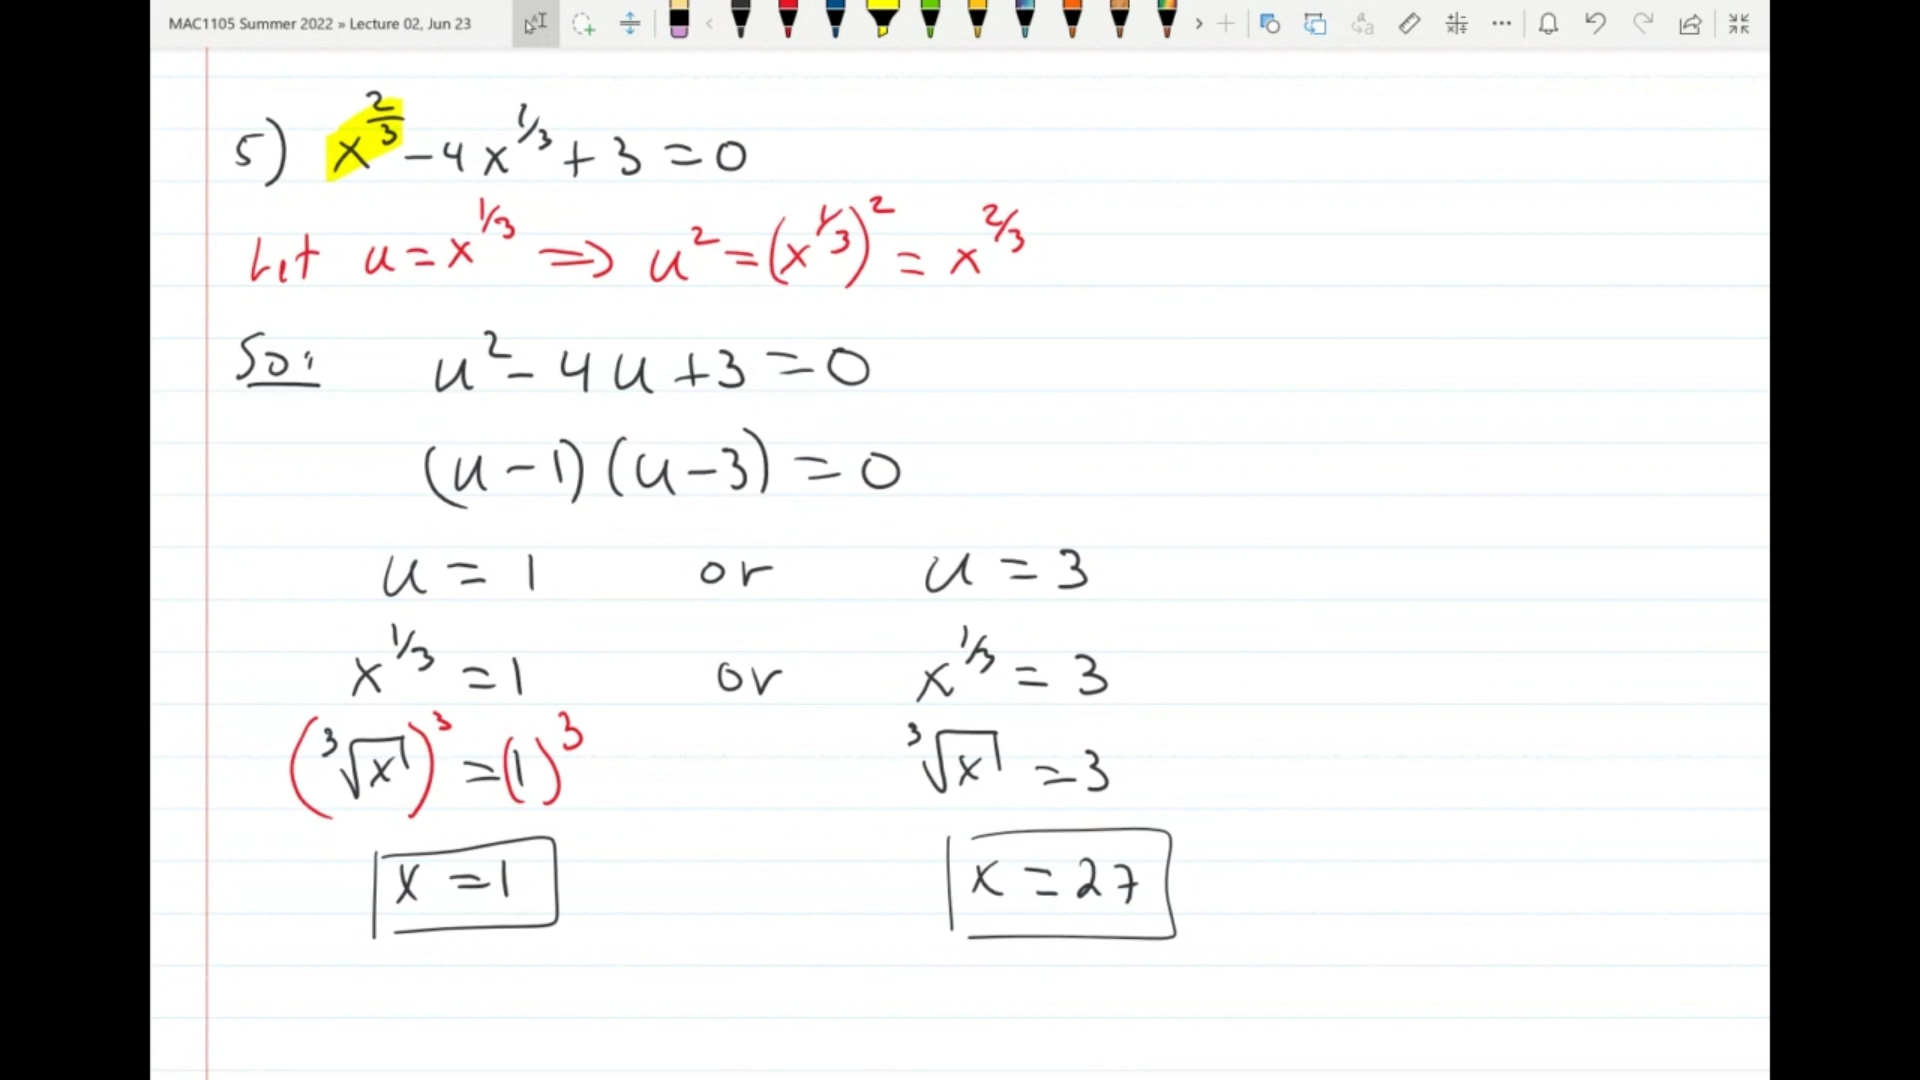 MAC1105 Summer 2022 » Lecture 02, Jun 23
5) x^{2/3} - 4x^{1/3} + 3 = 0
Let u = x^{1/3} => u^2 = (x^{1/3})^2 = x^{2/3}
So: u^2 - 4u + 3 = 0
(u - 1)(u - 3) = 0
u = 1 or u = 3
x^{1/3} = 1 or x^{1/3} = 3
(∛x)^3 = (1)^3 ∛x = 3
x = 1 x = 27